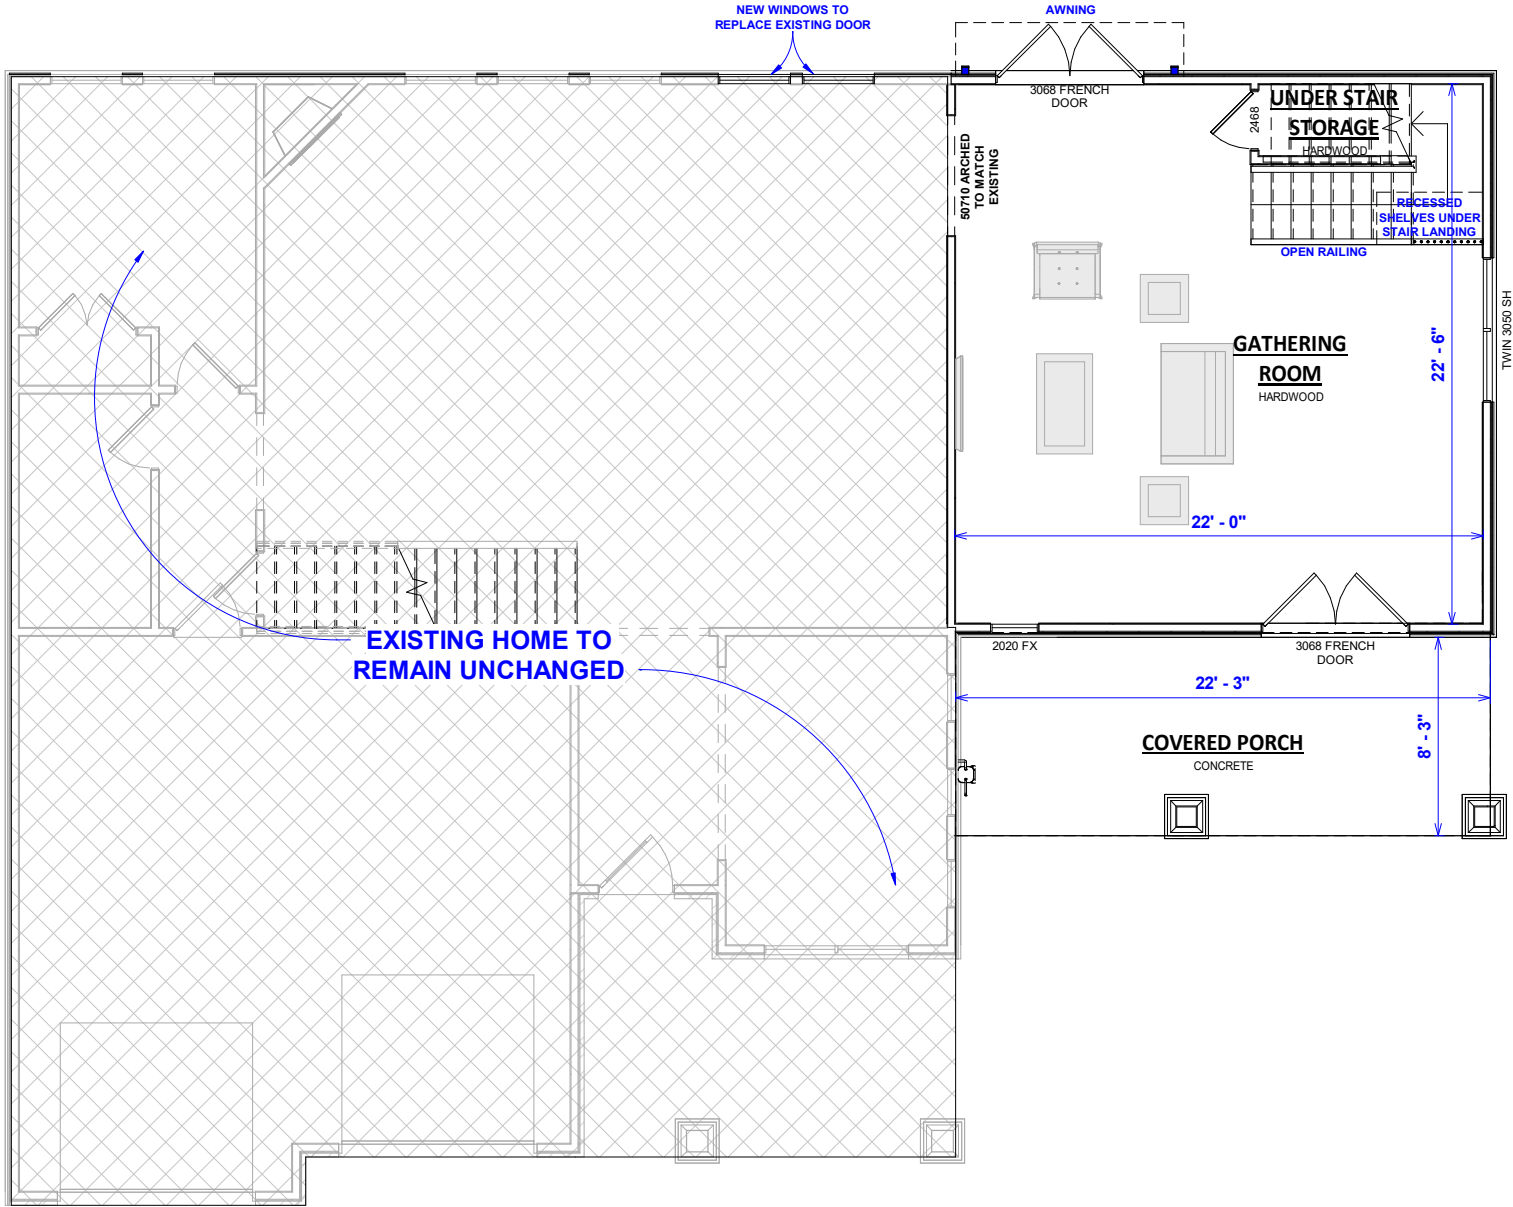 NEW WINDOWS TO
REPLACE EXISTING DOOR
AWNING
3068 FRENCH
DOOR
2468
UNDER STAIR
STORAGE
HARDWOOD
50710 ARCHED
TO MATCH
EXISTING
RECESSED
SHELVES UNDER
STAIR LANDING
OPEN RAILING
TWIN 3050 SH
GATHERING
ROOM
HARDWOOD
22' - 6"
22' - 0"
EXISTING HOME TO
REMAIN UNCHANGED
2020 FX
3068 FRENCH
DOOR
22' - 3"
8' - 3"
COVERED PORCH
CONCRETE